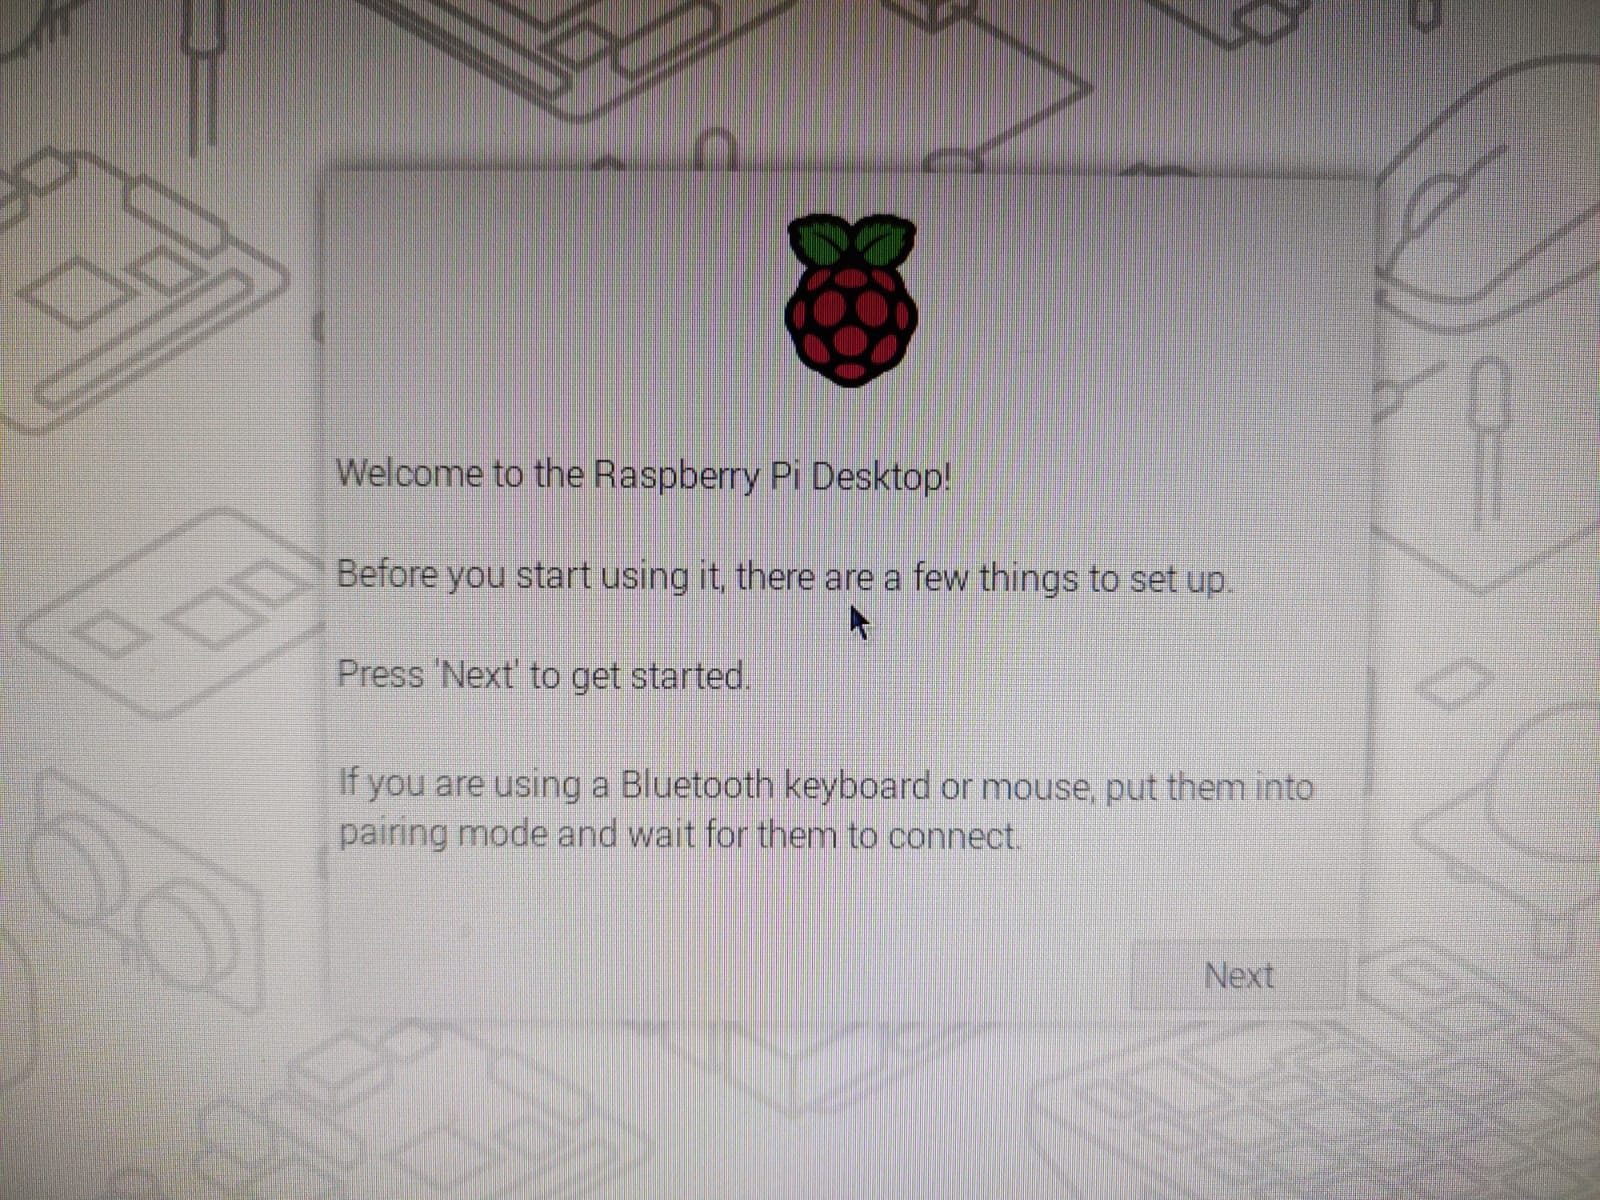 Welcome to the Raspberry Pi Desktop!
Before you start using it, there are a few things to set up.
Press 'Next' to get started.
If you are using a Bluetooth keyboard or mouse, put them into
pairing mode and wait for them to connect.
Next